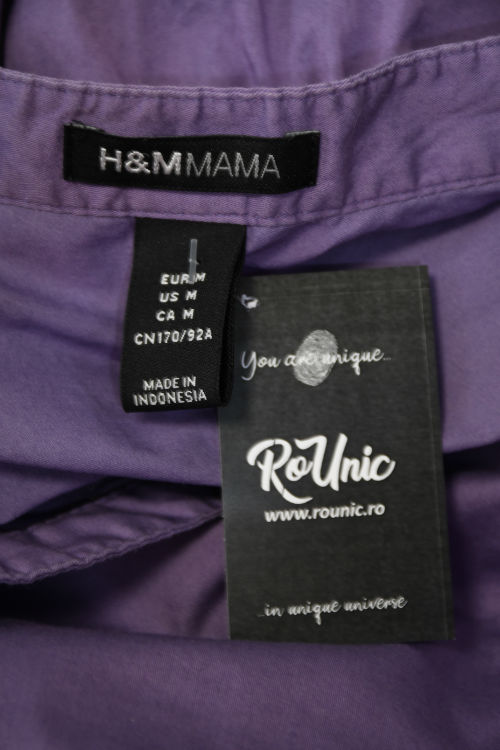 H&MMAMA
EUR M
US M
CA M
CN170/92A
MADE IN
INDONESIA
You are unique...
RoUnic
www.rounic.ro
...in unique universe